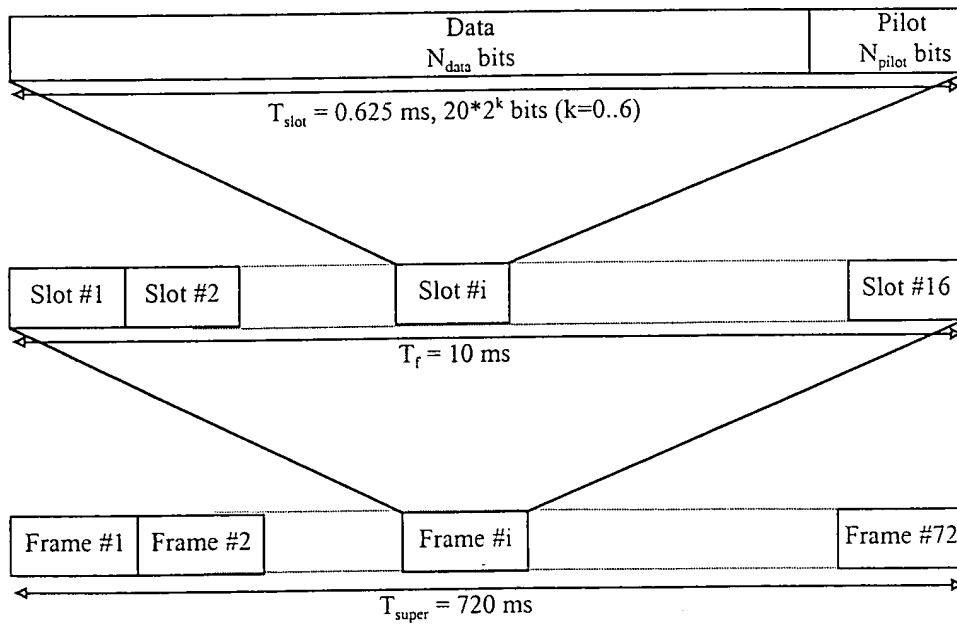 Data
N_data bits
Pilot
N_pilot bits
T_slot = 0.625 ms, 20*2^k bits (k=0..6)
Slot #1 Slot #2 Slot #i Slot #16
T_f = 10 ms
Frame #1 Frame #2 Frame #i Frame #72
T_super = 720 ms